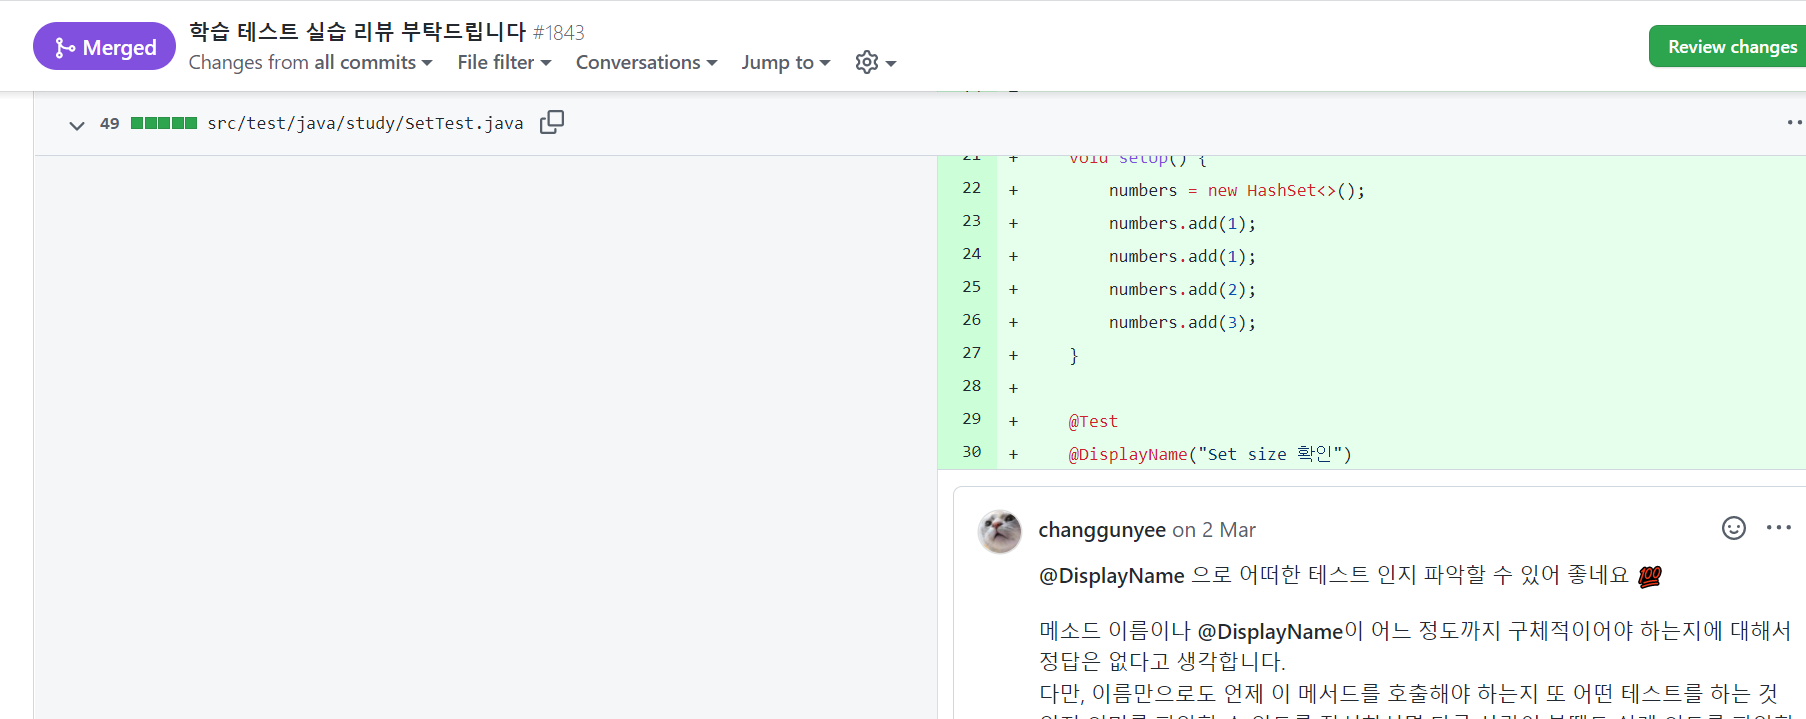 Merged
학습 테스트 실습 리뷰 부탁드립니다 #1843
Changes from all commits File filter Conversations Jump to
Review changes
49 src/test/java/study/SetTest.java
21 + void setup() {
22 + numbers = new HashSet<>();
23 + numbers.add(1);
24 + numbers.add(1);
25 + numbers.add(2);
26 + numbers.add(3);
27 + }
28 +
29 + @Test
30 + @DisplayName("Set size 확인")
changgunyee on 2 Mar
@DisplayName 으로 어떠한 테스트 인지 파악할 수 있어 좋네요 💯
메소드 이름이나 @DisplayName이 어느 정도까지 구체적이어야 하는지에 대해서
정답은 없다고 생각합니다.
다만, 이름만으로도 언제 이 메서드를 호출해야 하는지 또 어떤 테스트를 하는 것